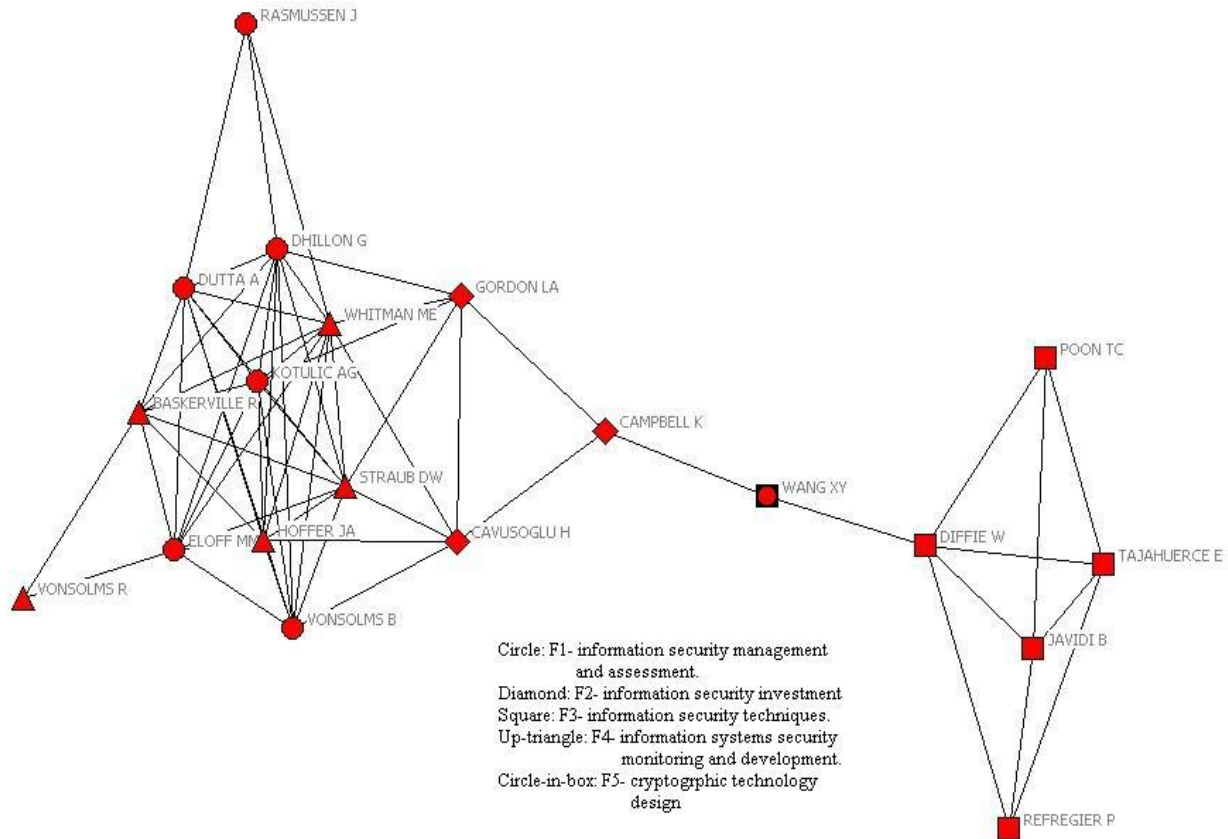 RASMUSSEN J
DHILLON G
DUTTA A
GORDON LA
WHITMAN ME
POON TC
KOTULIC AG
BASKERVILLE R
CAMPBELL K
STRAUB DW
WANG XY
HOFFER JA
CAVUSOGLU H
DIFFIE W
ELOFF MM
TAJAHUERCE E
VONSOLMS R
VONSOLMS B
JAVIDI B
Circle: F1- information security management
and assessment.
Diamond: F2- information security investment
Square: F3- information security techniques.
Up-triangle: F4- information systems security
monitoring and development.
Circle-in-box: F5- cryptogrphic technology
design
REFREGIER P